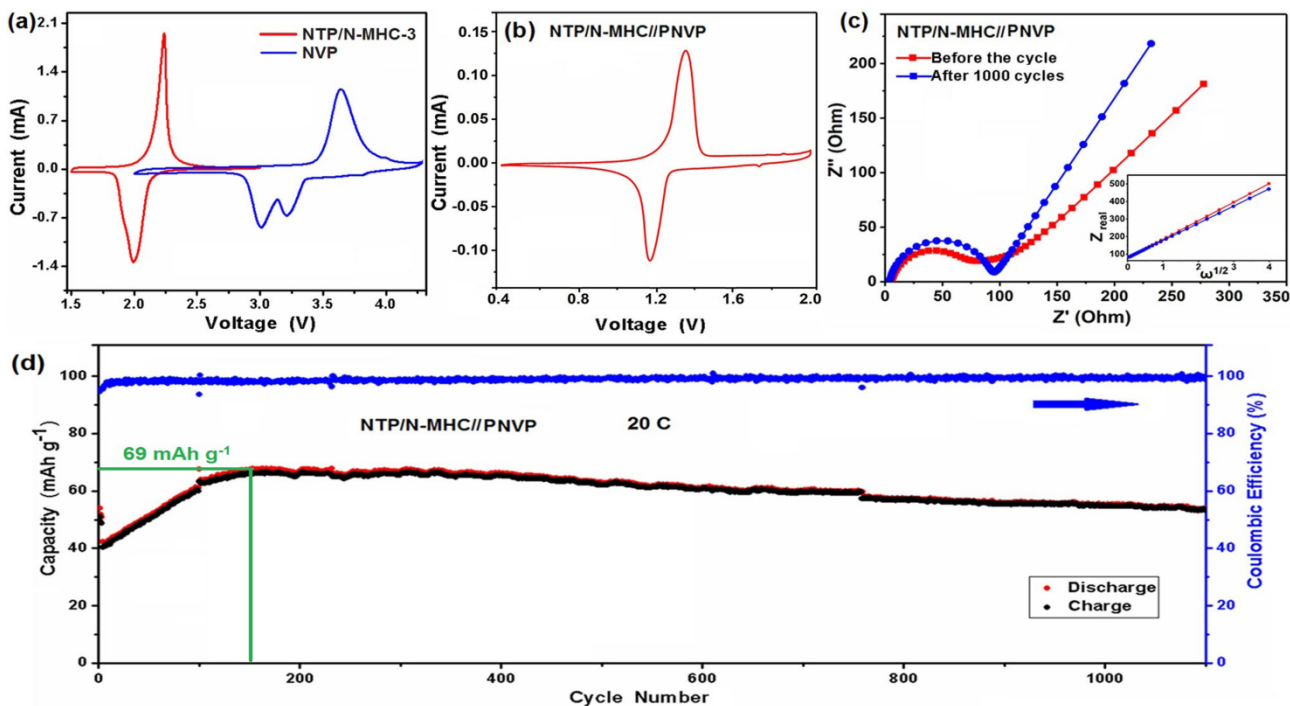 (a)
2.1
1.4
0.7
0.0
-0.7
-1.4
Current (mA)
NTP/N-MHC-3
NVP
1.5 2.0 2.5 3.0 3.5 4.0
Voltage (V)
(b)
NTP/N-MHC//PNVP
0.15
0.10
0.05
0.00
-0.05
-0.10
Current (mA)
0.4 0.8 1.2 1.6 2.0
Voltage (V)
(c)
NTP/N-MHC//PNVP
Before the cycle
After 1000 cycles
200
150
100
50
0
Z'' (Ohm)
0 50 100 150 200 250 300 350
Z' (Ohm)
500
400
300
200
100
Z real
0 1 2 3 4
ω1/2
(d)
100
80
60
40
20
0
Capacity (mAh g-1)
NTP/N-MHC//PNVP 20 C
69 mAh g-1
Discharge
Charge
100
80
60
40
20
0
Coulombic Efficiency (%)
0 200 400 600 800 1000
Cycle Number